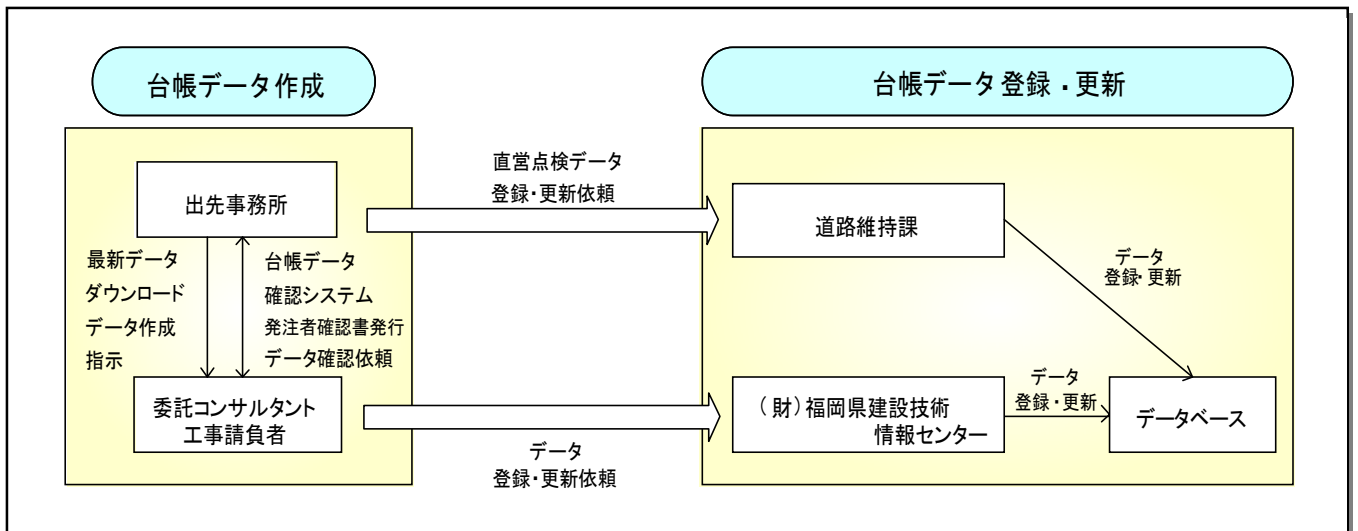 台帳データ作成
台帳データ登録・更新
出先事務所
最新データ
ダウンロード
データ作成
指示
台帳データ
確認システム
発注者確認書発行
データ確認依頼
委託コンサルタント
工事請負者
直営点検データ
登録・更新依頼
データ
登録・更新依頼
道路維持課
データ
登録・更新
(財)福岡県建設技術
情報センター
データ
登録・更新
データベース